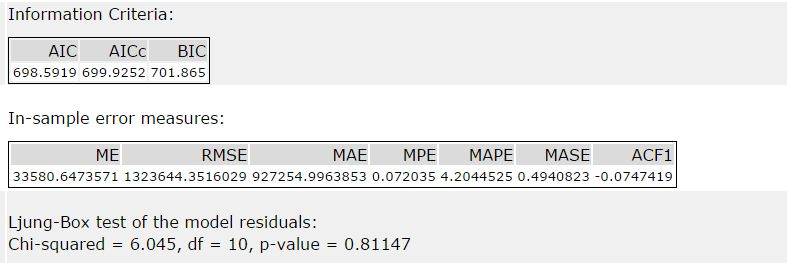 Information Criteria:
AIC AICc BIC
698.5919 699.9252 701.865
In-sample error measures:
ME RMSE MAE MPE MAPE MASE ACF1
33580.6473571 1323644.3516029 927254.9963853 0.072035 4.2044525 0.4940823 -0.0747419
Ljung-Box test of the model residuals:
Chi-squared = 6.045, df = 10, p-value = 0.81147